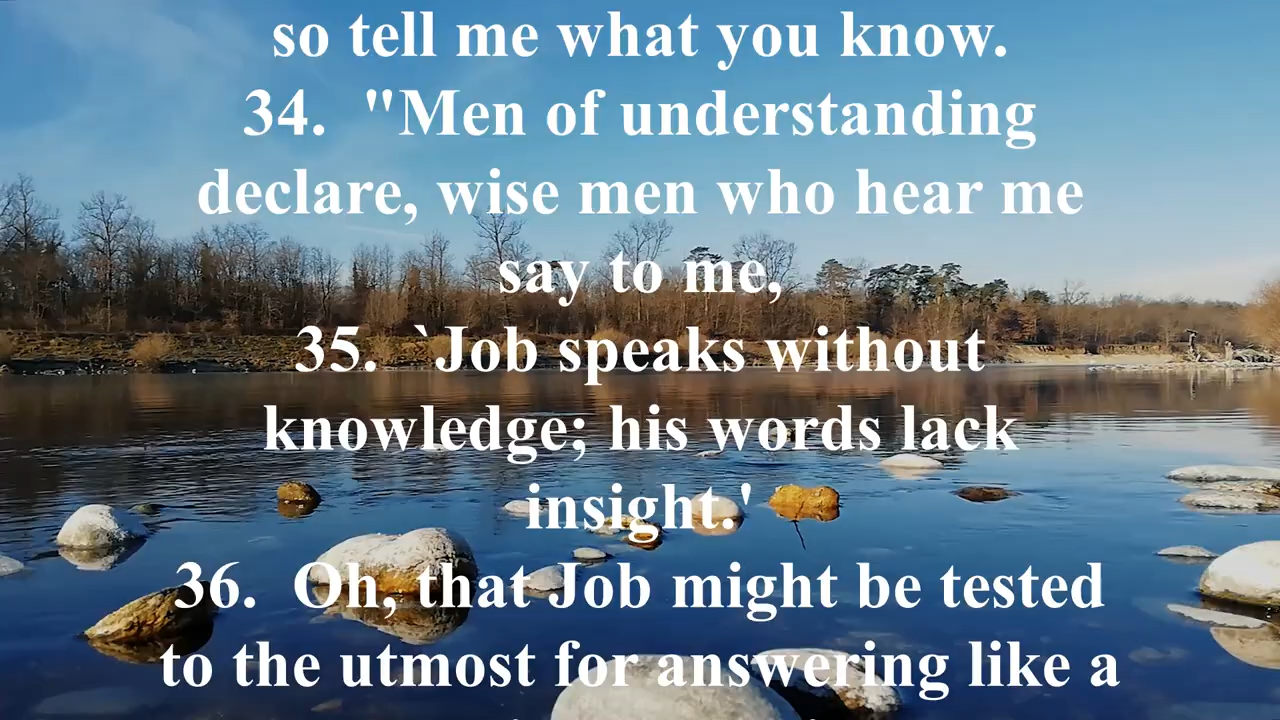 so tell me what you know.
34.  "Men of understanding
declare, wise men who hear me
say to me,
35.  `Job speaks without
knowledge; his words lack
insight.'
36.  Oh, that Job might be tested
to the utmost for answering like a